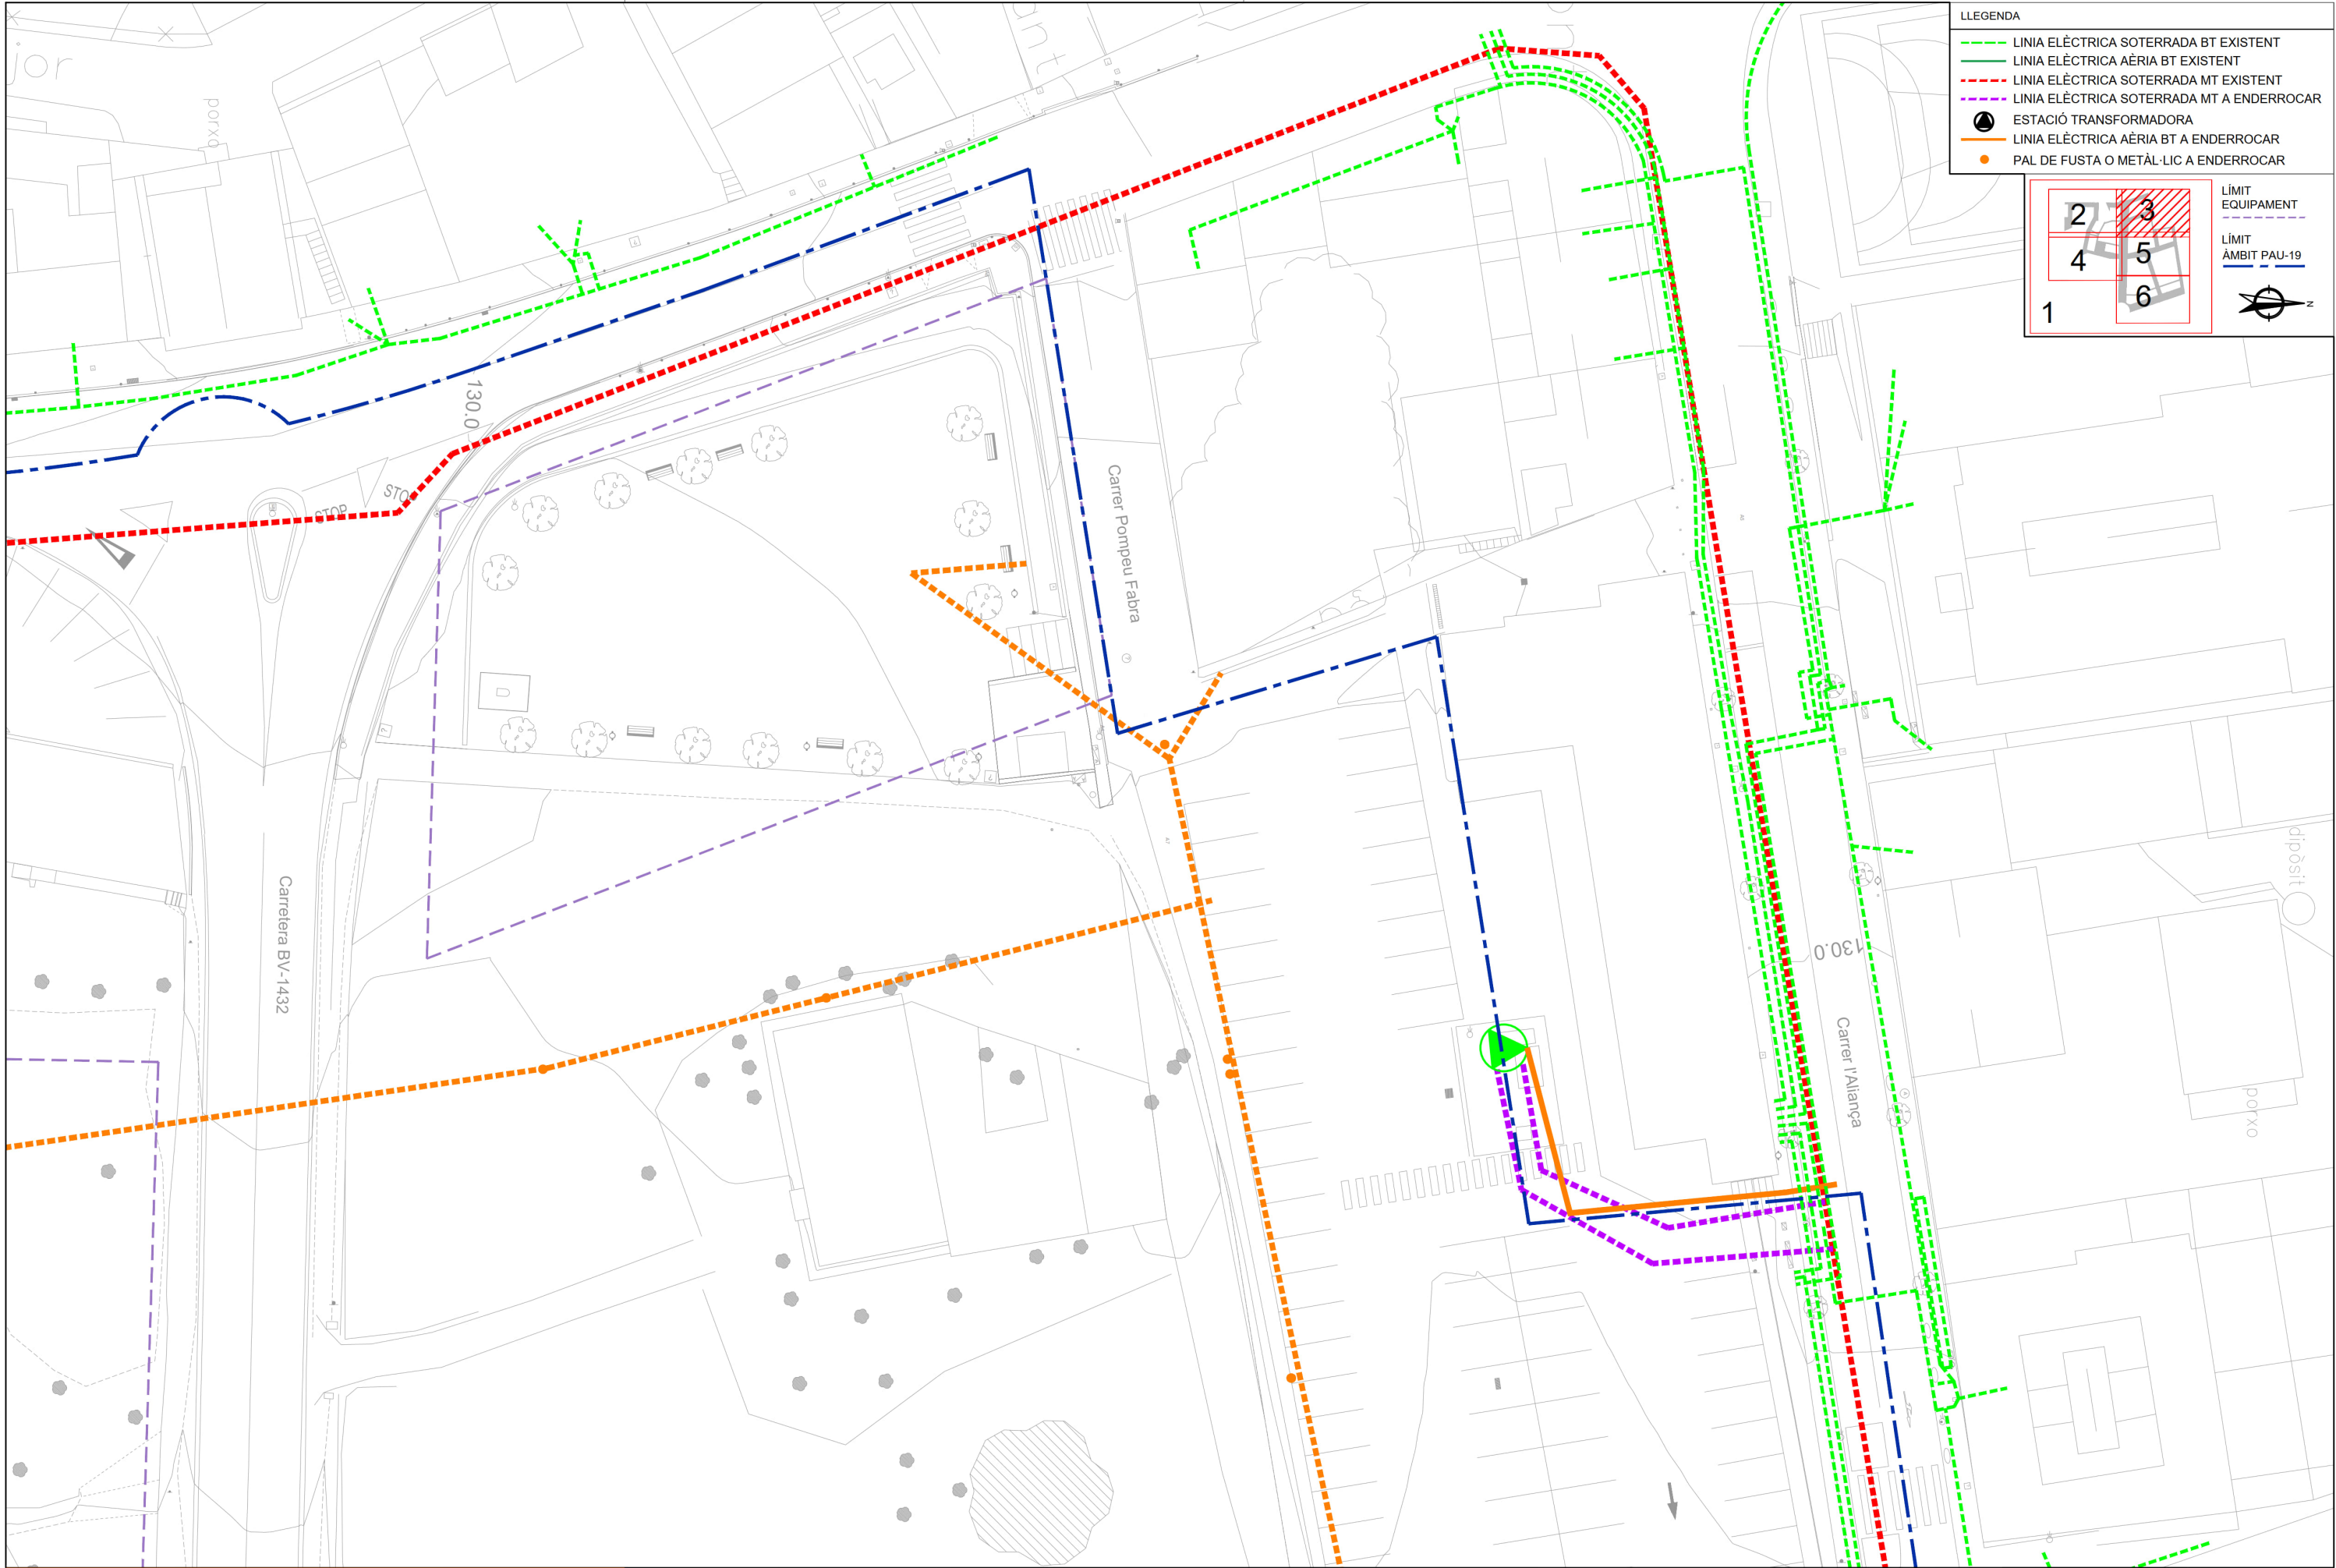 LLEGENDA
LINIA ELÈCTRICA SOTERRADA BT EXISTENT
LINIA ELÈCTRICA AÈRIA BT EXISTENT
LINIA ELÈCTRICA SOTERRADA MT EXISTENT
LINIA ELÈCTRICA SOTERRADA MT A ENDERROCAR
ESTACIÓ TRANSFORMADORA
LINIA ELÈCTRICA AÈRIA BT A ENDERROCAR
PAL DE FUSTA O METÀL·LIC A ENDERROCAR
2
3
4
5
6
1
LÍMIT
EQUIPAMENT
LÍMIT
ÀMBIT PAU-19
N
porxo
130.0
STOP
STOP
Carrer Pompeu Fabra
Carretera BV-1432
130.0
Carrer l'Aliança
dipòsit
porxo